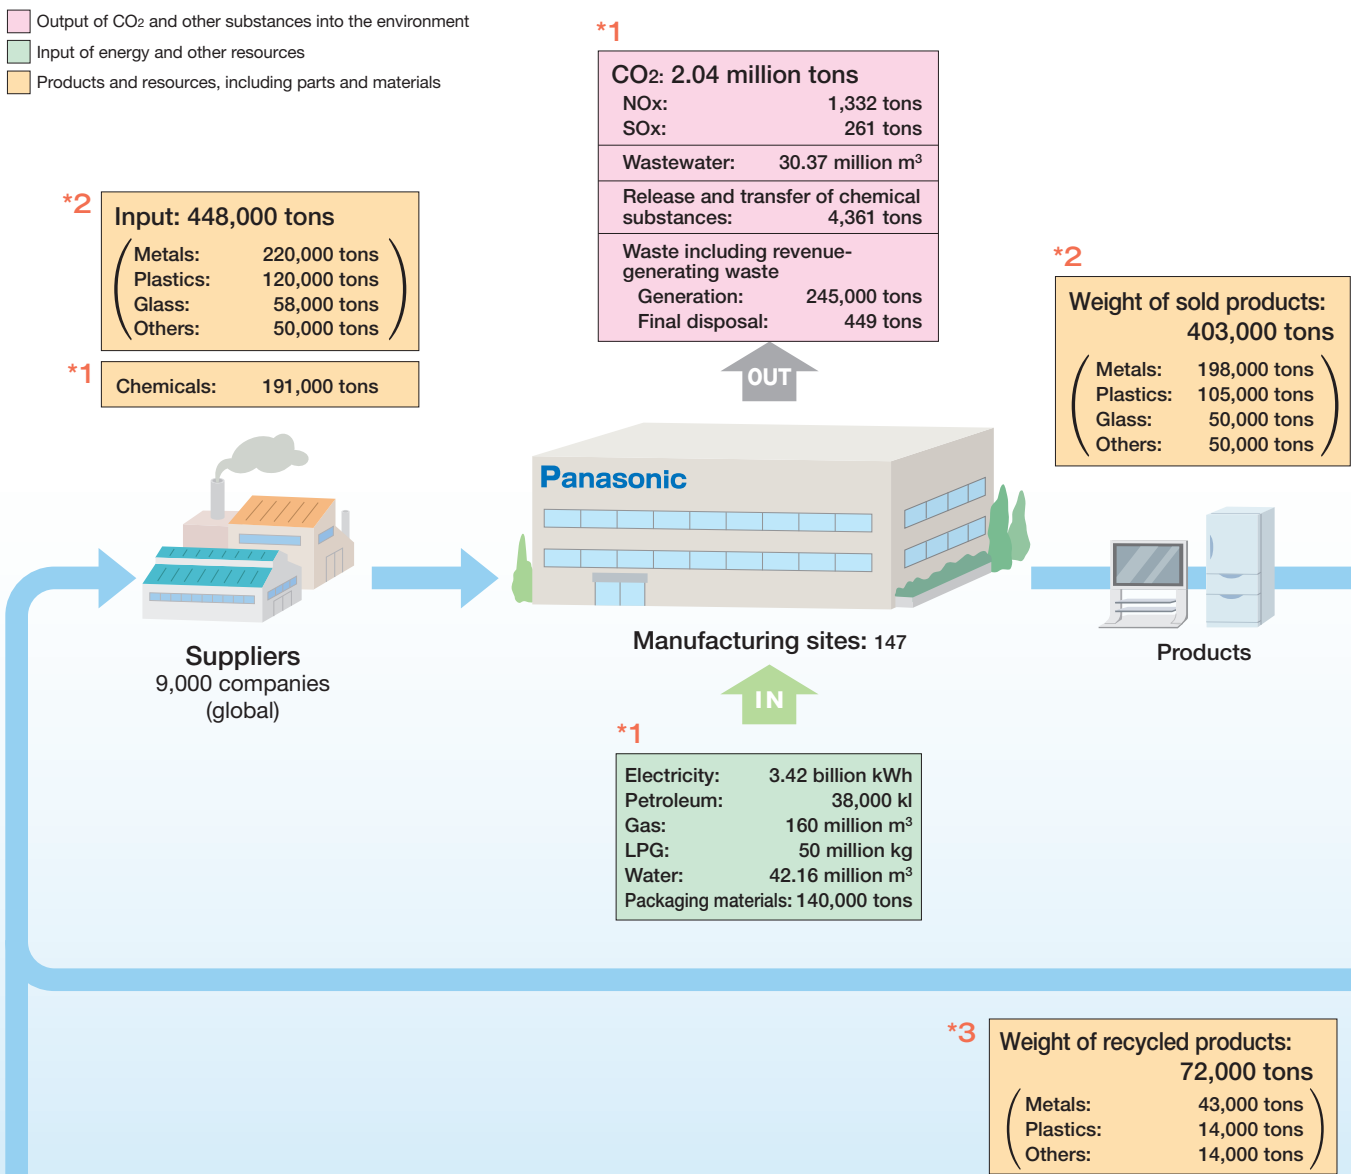 Output of CO2 and other substances into the environment
Input of energy and other resources
Products and resources, including parts and materials
*1
CO2: 2.04 million tons
NOx: 1,332 tons
SOx: 261 tons
Wastewater: 30.37 million m³
Release and transfer of chemical
substances: 4,361 tons
Waste including revenue-
generating waste
Generation: 245,000 tons
Final disposal: 449 tons
OUT
*2
Input: 448,000 tons
Metals: 220,000 tons
Plastics: 120,000 tons
Glass: 58,000 tons
Others: 50,000 tons
*1
Chemicals: 191,000 tons
*2
Weight of sold products:
403,000 tons
Metals: 198,000 tons
Plastics: 105,000 tons
Glass: 50,000 tons
Others: 50,000 tons
Panasonic
Suppliers
9,000 companies
(global)
Manufacturing sites: 147
Products
IN
*1
Electricity: 3.42 billion kWh
Petroleum: 38,000 kl
Gas: 160 million m³
LPG: 50 million kg
Water: 42.16 million m³
Packaging materials: 140,000 tons
*3
Weight of recycled products:
72,000 tons
Metals: 43,000 tons
Plastics: 14,000 tons
Others: 14,000 tons